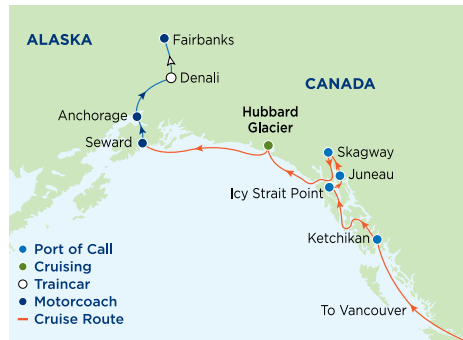 ALASKA
Fairbanks
Denali
CANADA
Anchorage
Hubbard
Glacier
Seward
Skagway
Juneau
Icy Strait Point
Ketchikan
Port of Call
Cruising
Traincar
Motorcoach
Cruise Route
To Vancouver